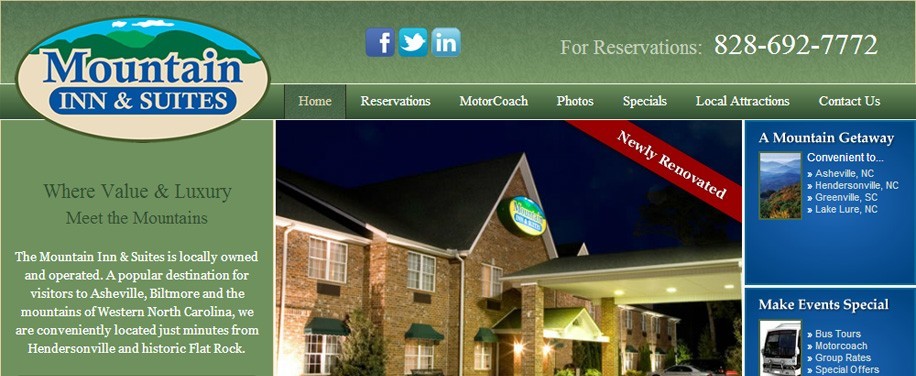 Mountain
INN & SUITES
For Reservations: 828-692-7772
Home Reservations MotorCoach Photos Specials Local Attractions Contact Us
Where Value & Luxury
Meet the Mountains
The Mountain Inn & Suites is locally owned
and operated. A popular destination for
visitors to Asheville, Biltmore and the
mountains of Western North Carolina, we
are conveniently located just minutes from
Hendersonville and historic Flat Rock.
Newly Renovated
Mountain
INN & SUITES
A Mountain Getaway
Convenient to...
» Asheville, NC
» Hendersonville, NC
» Greenville, SC
» Lake Lure, NC
Make Events Special
» Bus Tours
» Motorcoach
» Group Rates
» Special Offers